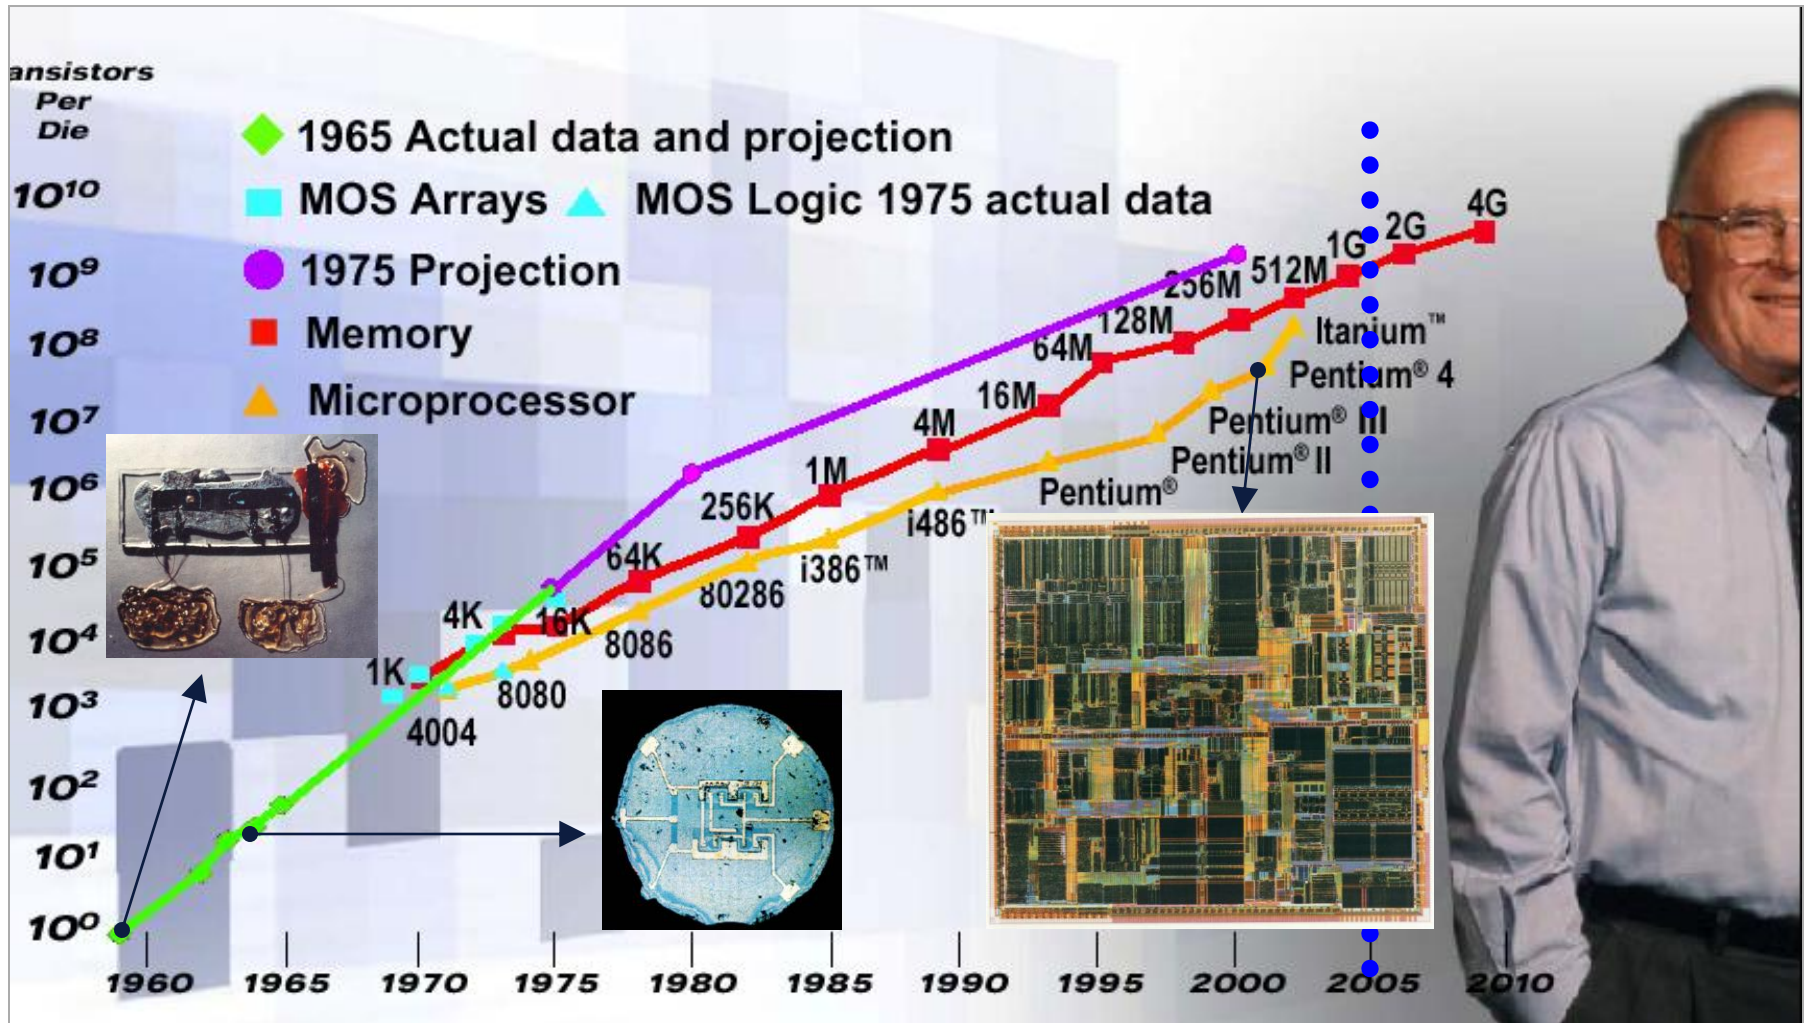 ansistors
Per
Die
1965 Actual data and projection
MOS Arrays MOS Logic 1975 actual data
1975 Projection
Memory
Microprocessor
10¹⁰
10⁹
10⁸
10⁷
10⁶
10⁵
10⁴
10³
10²
10¹
10⁰
1K
4K
16K
64K
256K
1M
4M
16M
64M
128M
256M
512M
1G
2G
4G
4004
8080
8086
80286
i386™
i486™
Pentium®
Pentium® II
Pentium® III
Pentium® 4
Itanium™
1960 1965 1970 1975 1980 1985 1990 1995 2000 2005 2010